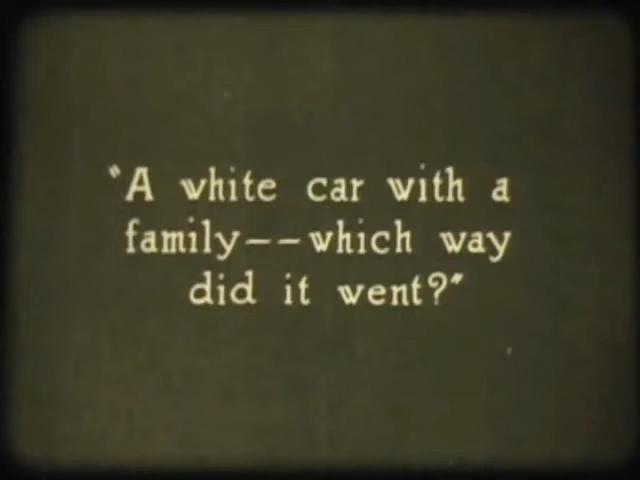 "A white car with a
family--which way
did it went?"